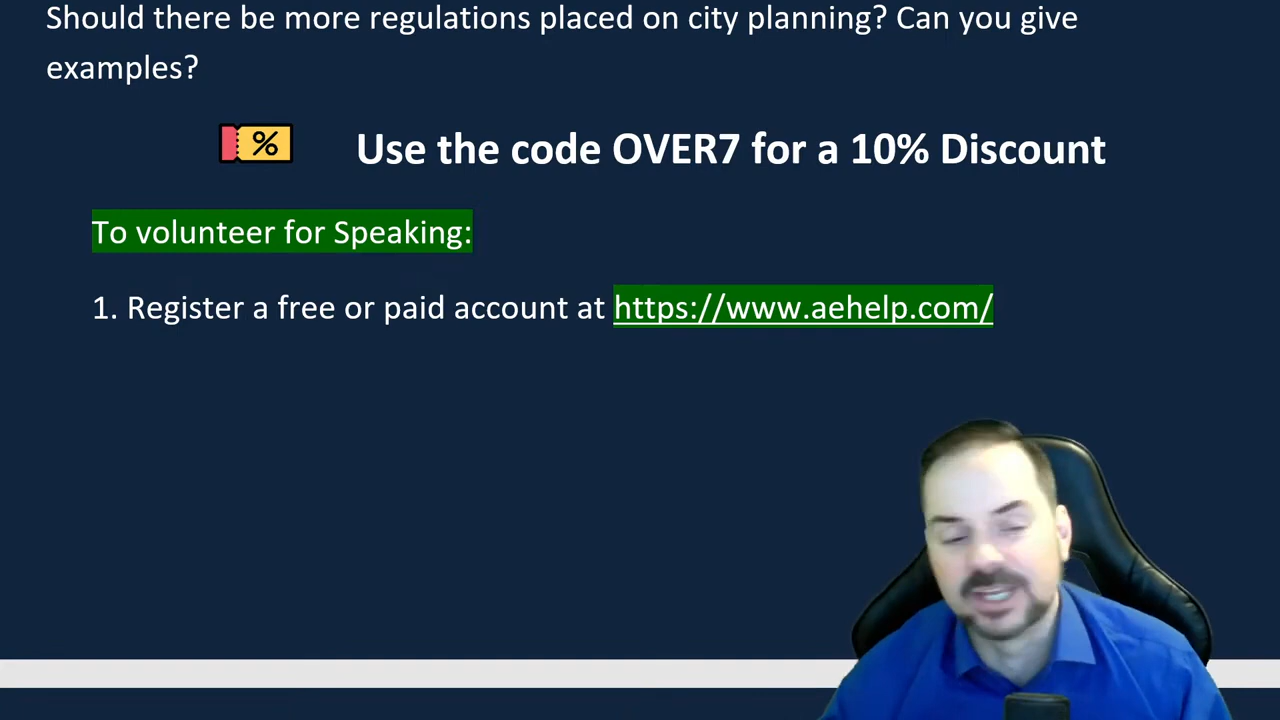 Should there be more regulations placed on city planning? Can you give
examples?
%
Use the code OVER7 for a 10% Discount
To volunteer for Speaking:
1. Register a free or paid account at https://www.aehelp.com/